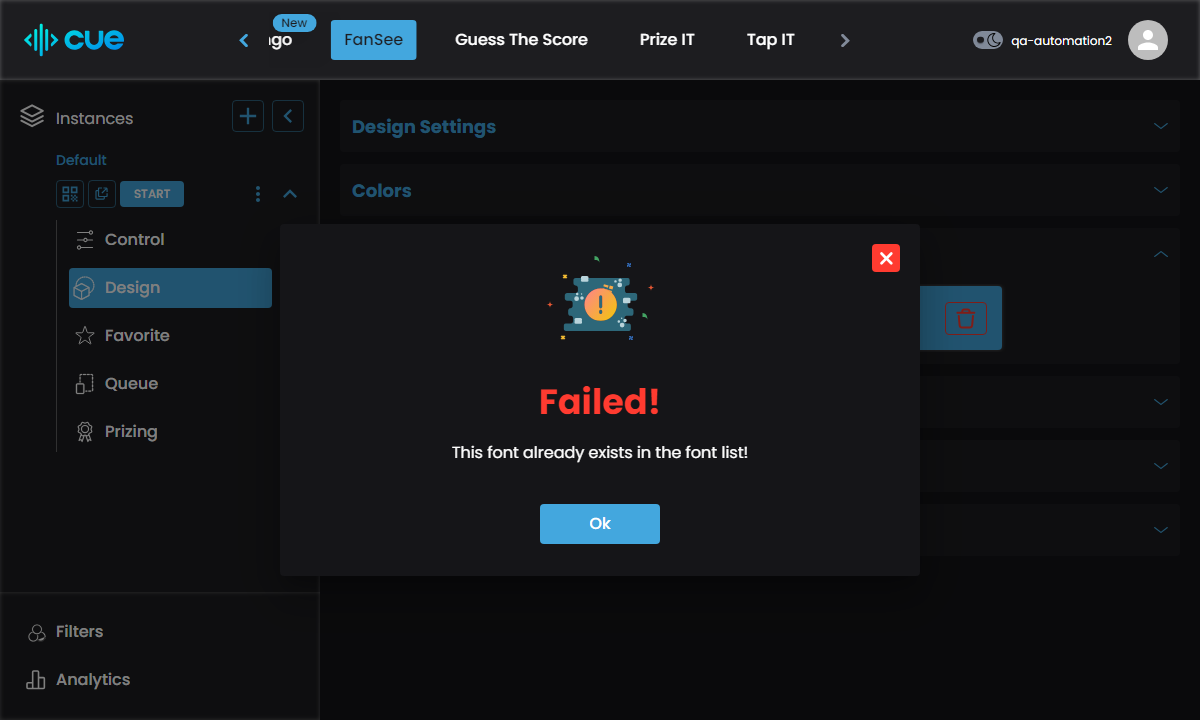 cue
New
FanSee
Guess The Score
Prize IT
Tap IT
qa-automation2
Instances
Default
START
Control
Design
Favorite
Queue
Prizing
Filters
Analytics
Design Settings
Colors
Failed!
This font already exists in the font list!
Ok